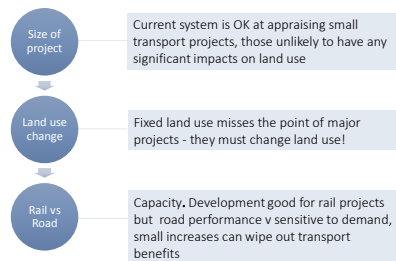 Size of
project
Current system is OK at appraising small
transport projects, those unlikely to have any
significant impacts on land use
Land use
change
Fixed land use misses the point of major
projects - they must change land use!
Rail vs
Road
Capacity. Development good for rail projects
but road performance v sensitive to demand,
small increases can wipe out transport
benefits